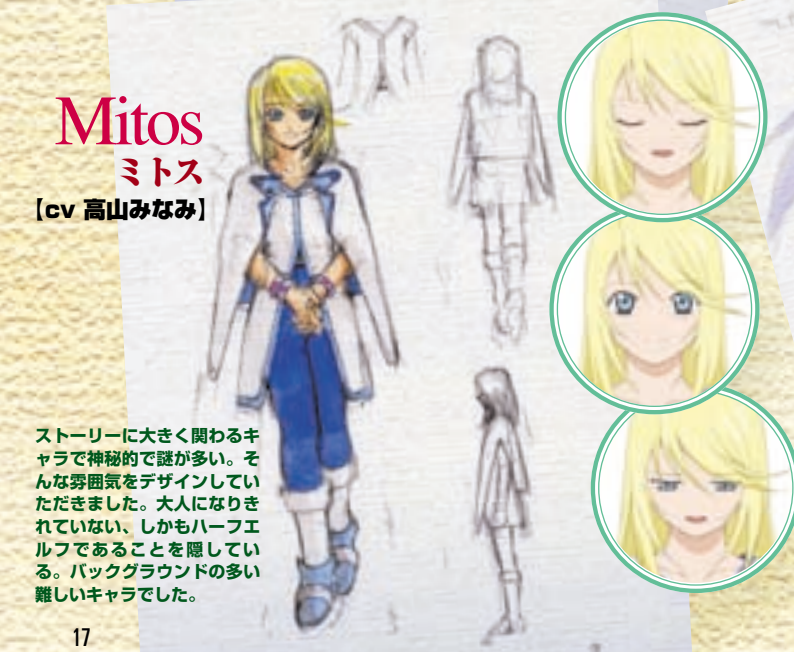 Mitos
ミトス
【cv 高山みなみ】
ストーリーに大きく関わるキ
ャラで神秘的で謎が多い。そ
んな雰囲気をデザインしてい
ただきました。大人になりき
れていない、しかもハーフエ
ルフであることを隠してい
る。バックグラウンドの多い
難しいキャラでした。
17